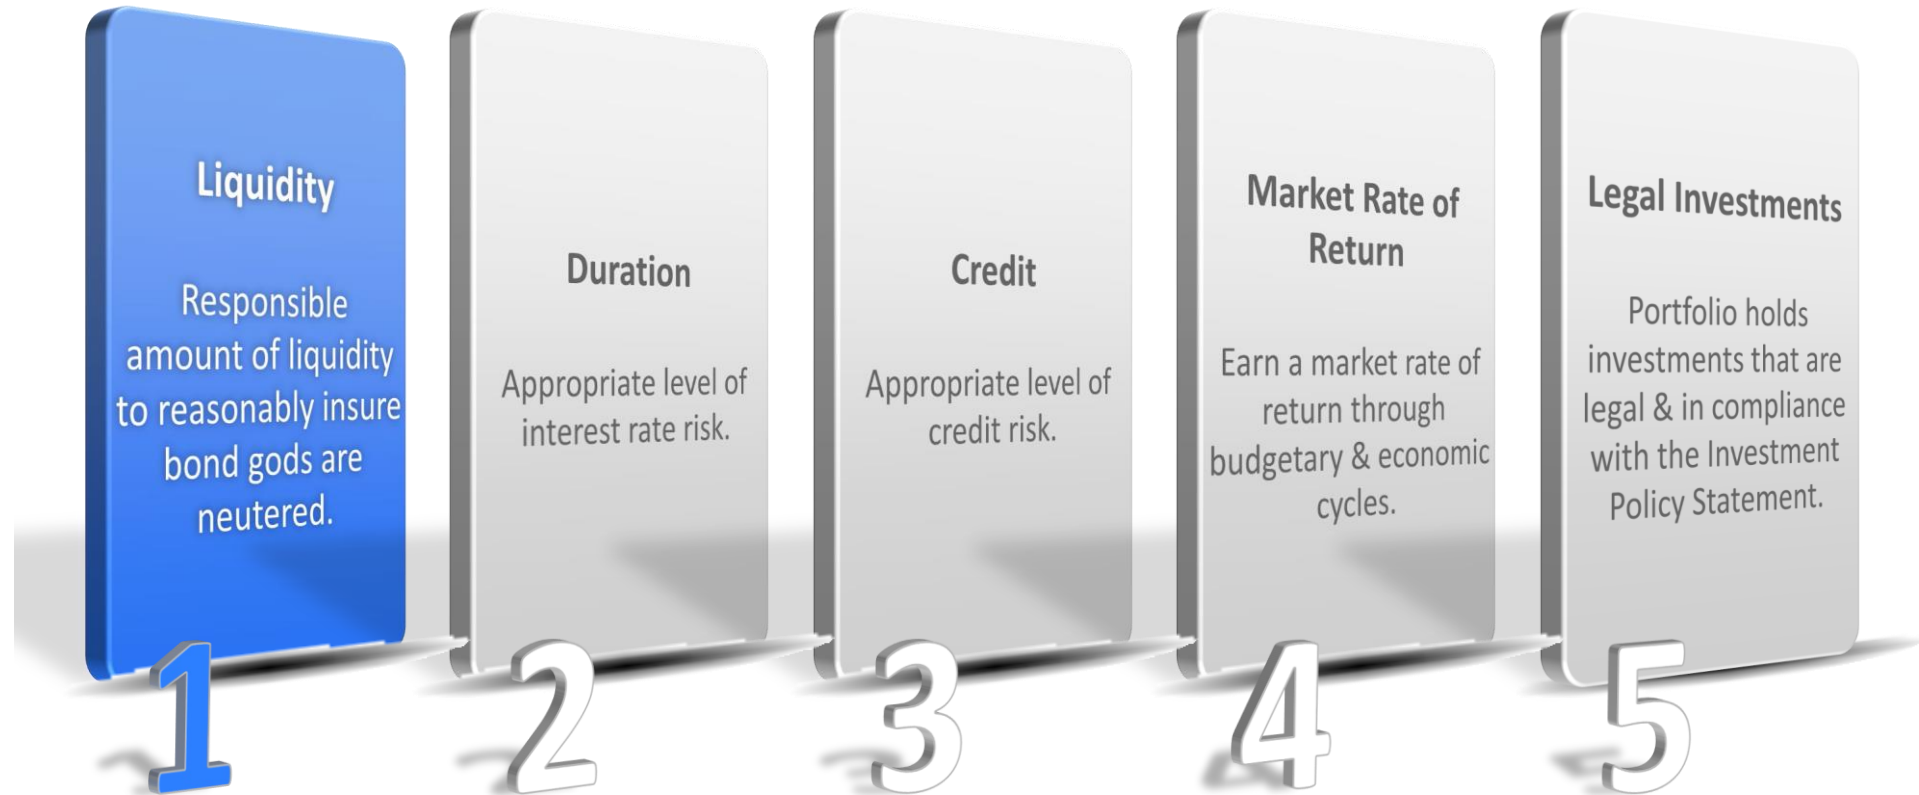 Liquidity
Responsible
amount of liquidity
to reasonably insure
bond gods are
neutered.
1
Duration
Appropriate level of
interest rate risk.
2
Credit
Appropriate level of
credit risk.
3
Market Rate of
Return
Earn a market rate of
return through
budgetary & economic
cycles.
4
Legal Investments
Portfolio holds
investments that are
legal & in compliance
with the Investment
Policy Statement.
5